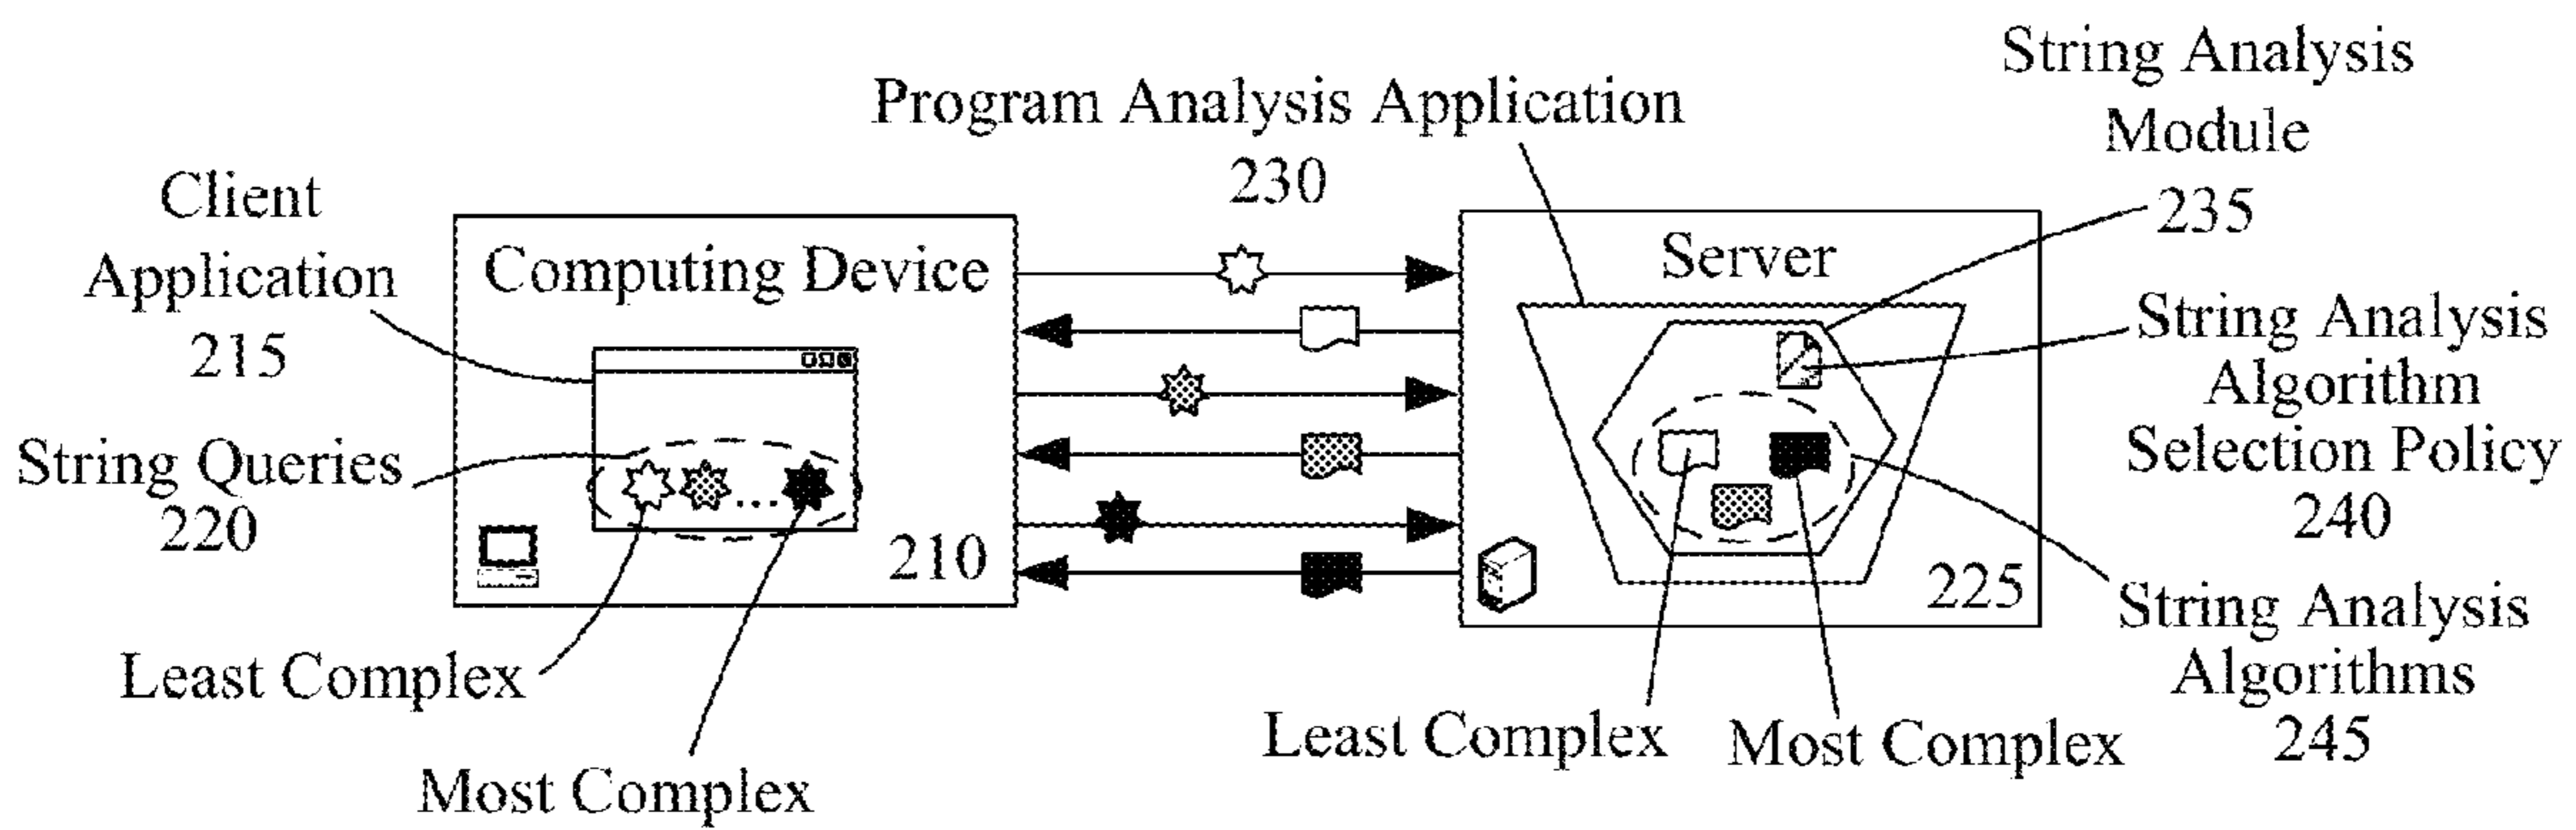 String Analysis
Module
235
Program Analysis Application
230
Client
Application
215
Computing Device
Server
String Analysis
Algorithm
Selection Policy
240
String Queries
220
...
210
225
String Analysis
Algorithms
245
Least Complex
Most Complex
Least Complex
Most Complex